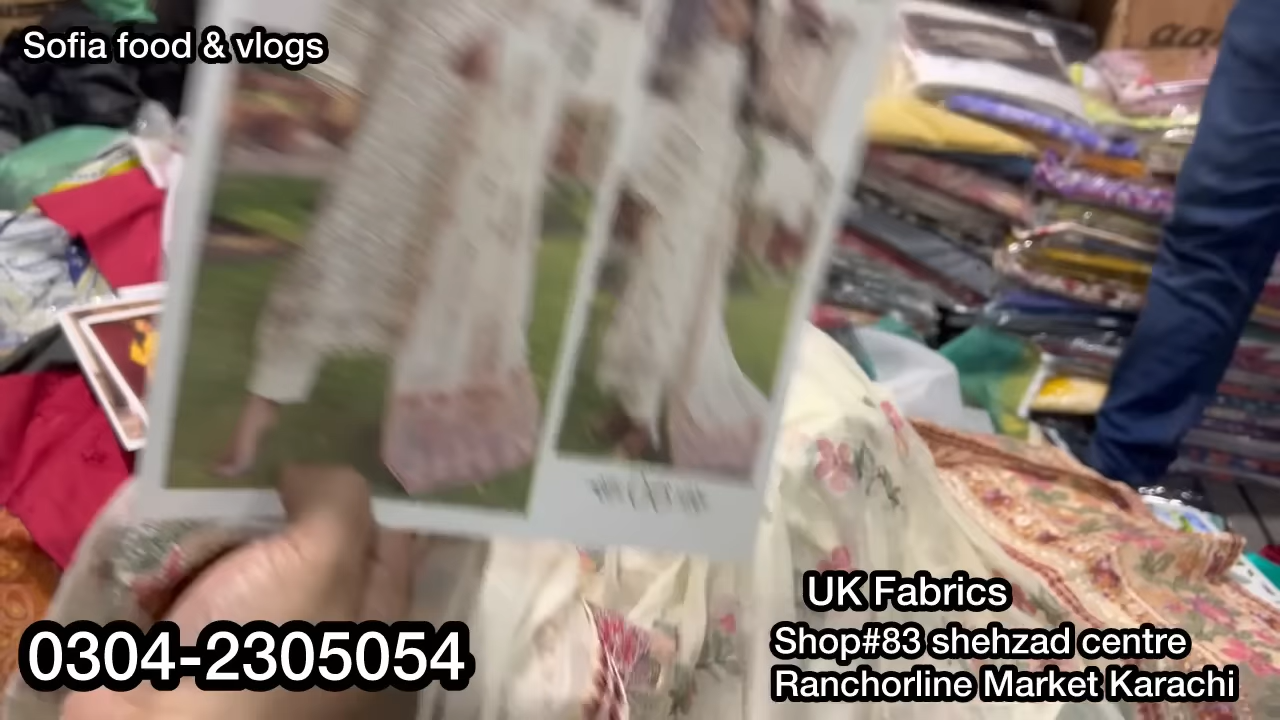 Sofia food & vlogs
UK Fabrics
0304-2305054
Shop#83 shehzad centre
Ranchorline Market Karachi